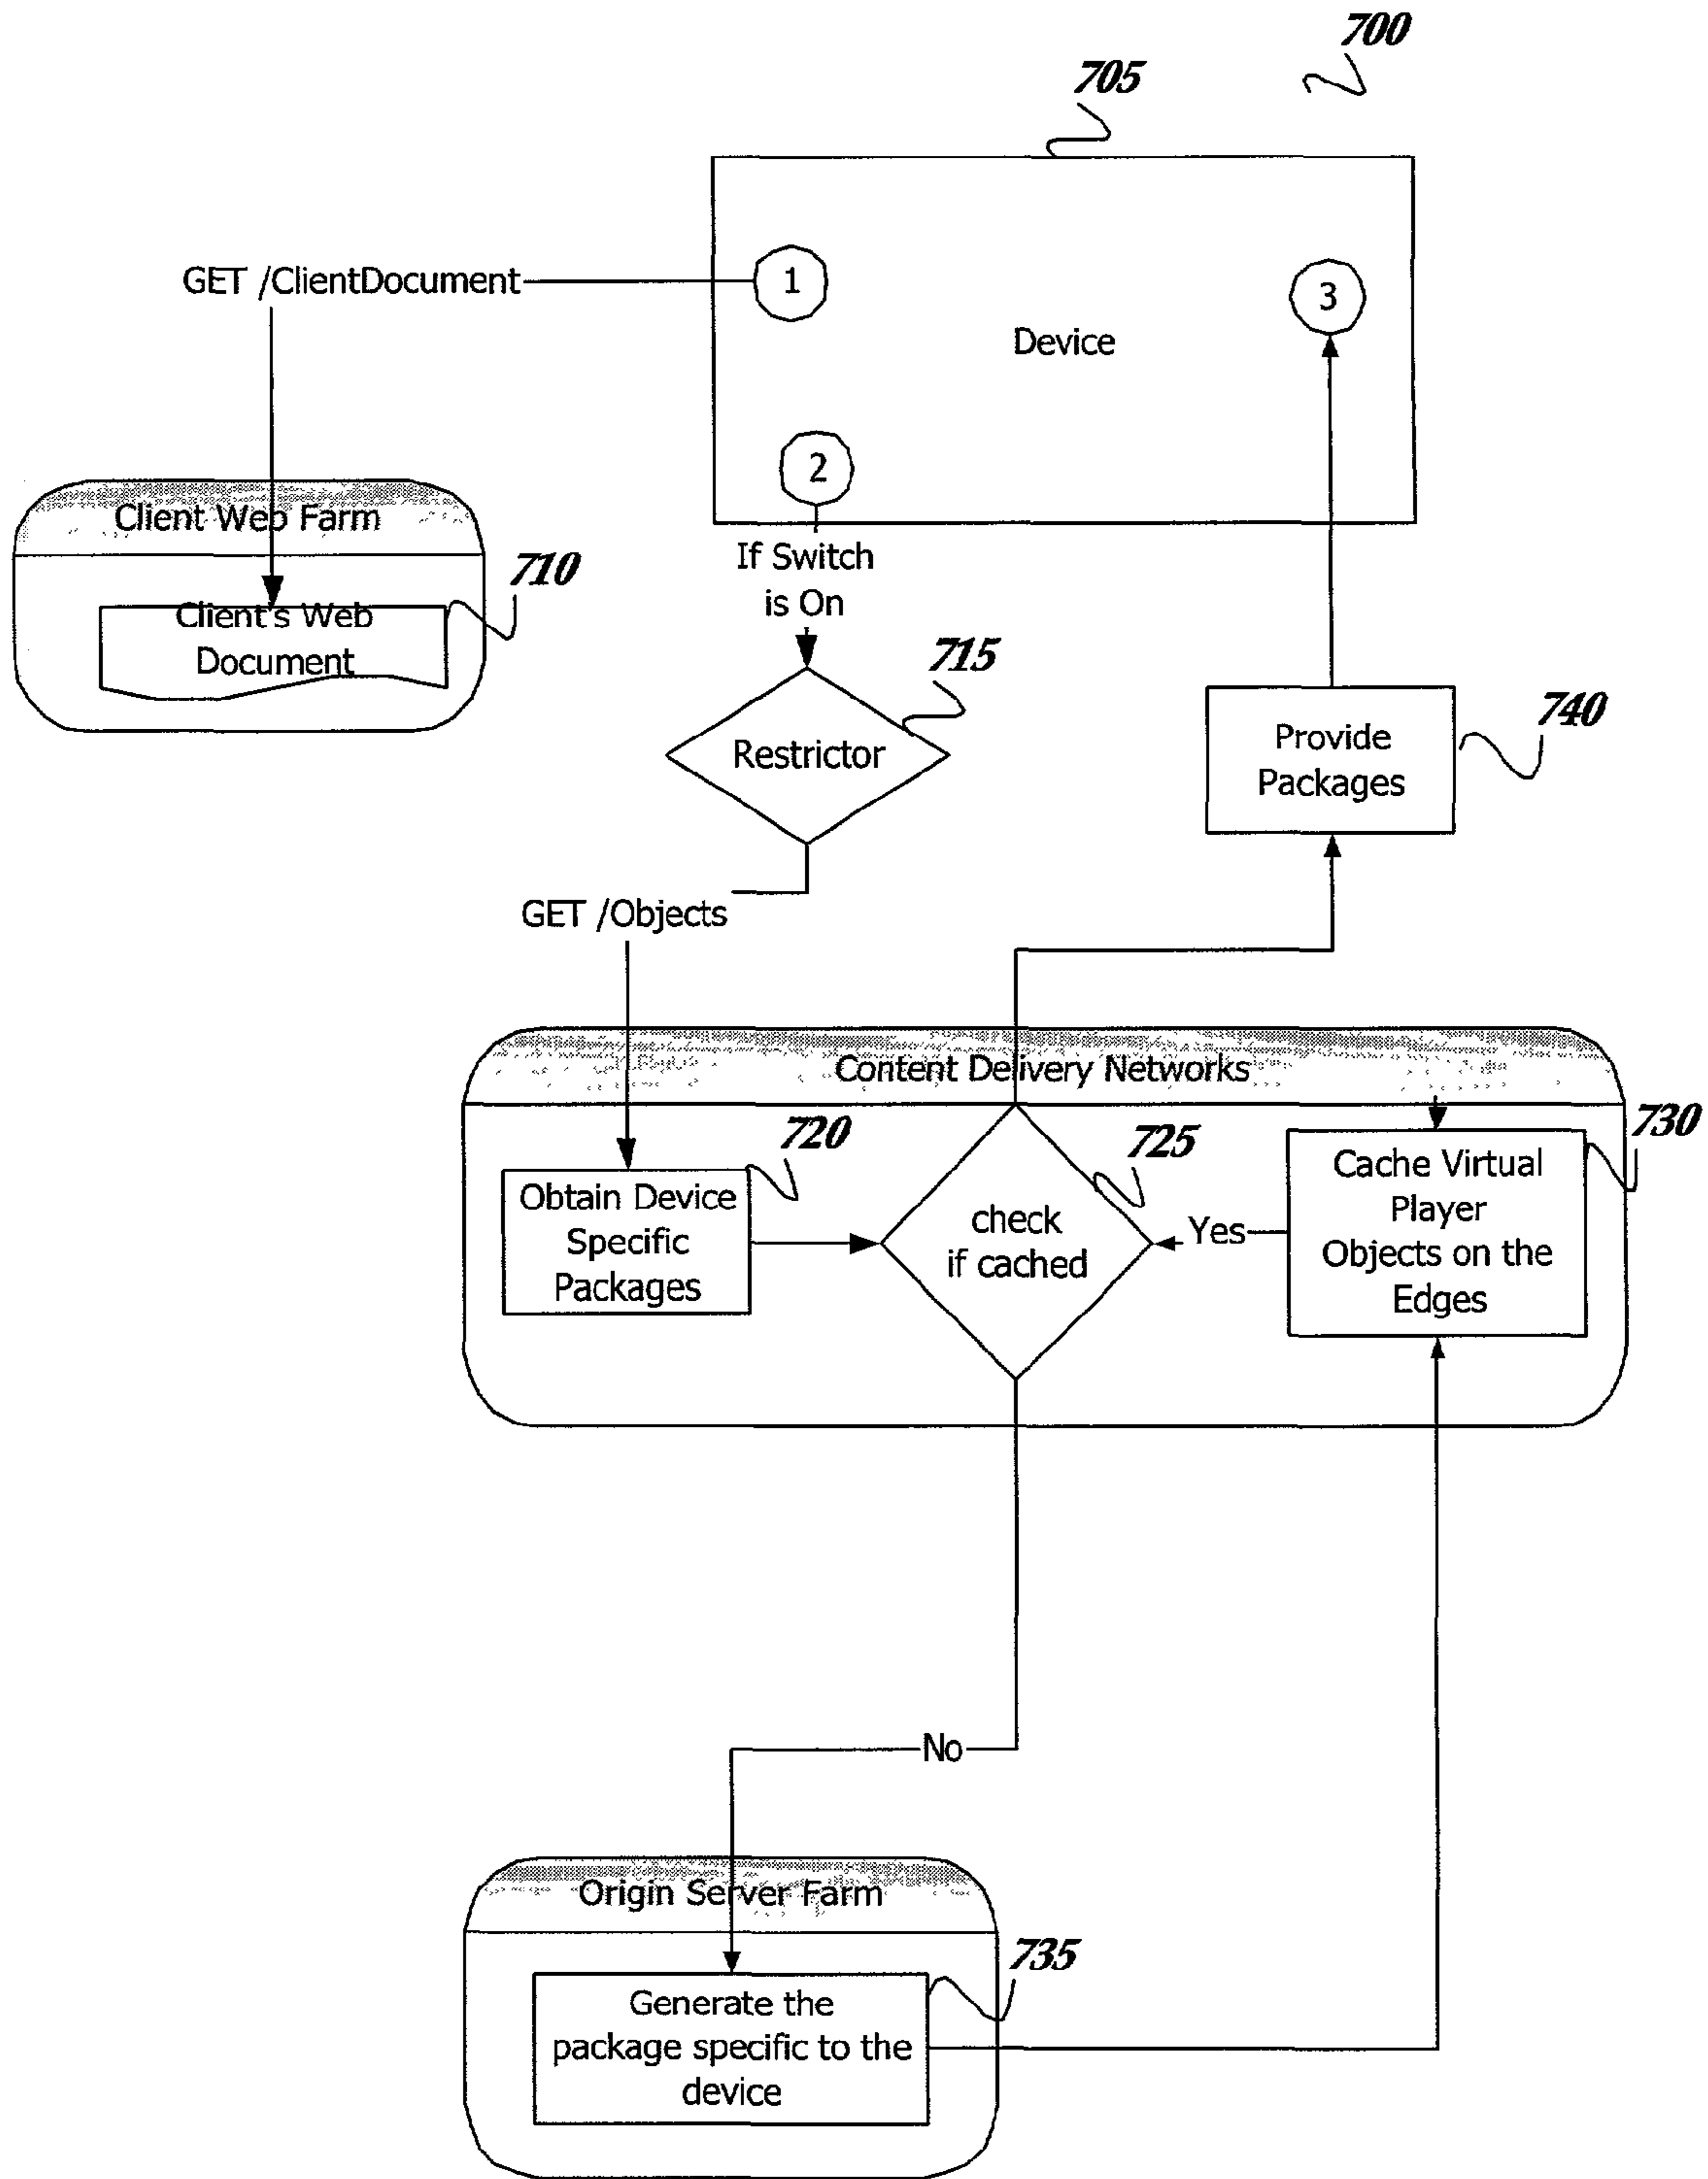 700
705
GET /ClientDocument
1
3
Device
2
Client Web Farm
If Switch
is On
710
Client's Web
Document
715
Restrictor
740
Provide
Packages
GET /Objects
Content Delivery Networks
720
725
730
Obtain Device
Specific
Packages
check
if cached
Yes
Cache Virtual
Player
Objects on the
Edges
No
Origin Server Farm
735
Generate the
package specific to the
device